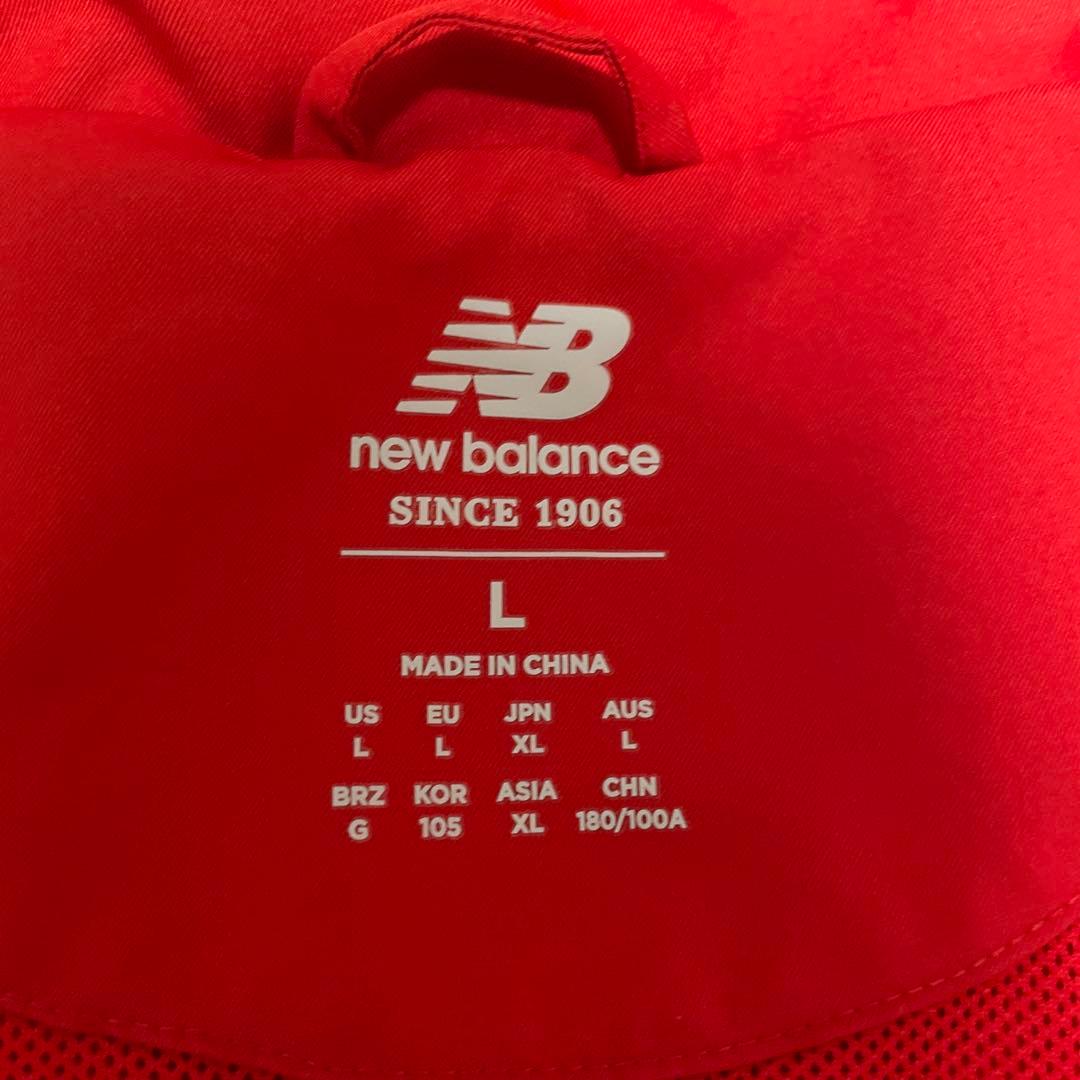 NB
new balance
SINCE 1906
L
MADE IN CHINA
US EU JPN AUS
L L XL L
BRZ KOR ASIA CHN
G 105 XL 180/100A